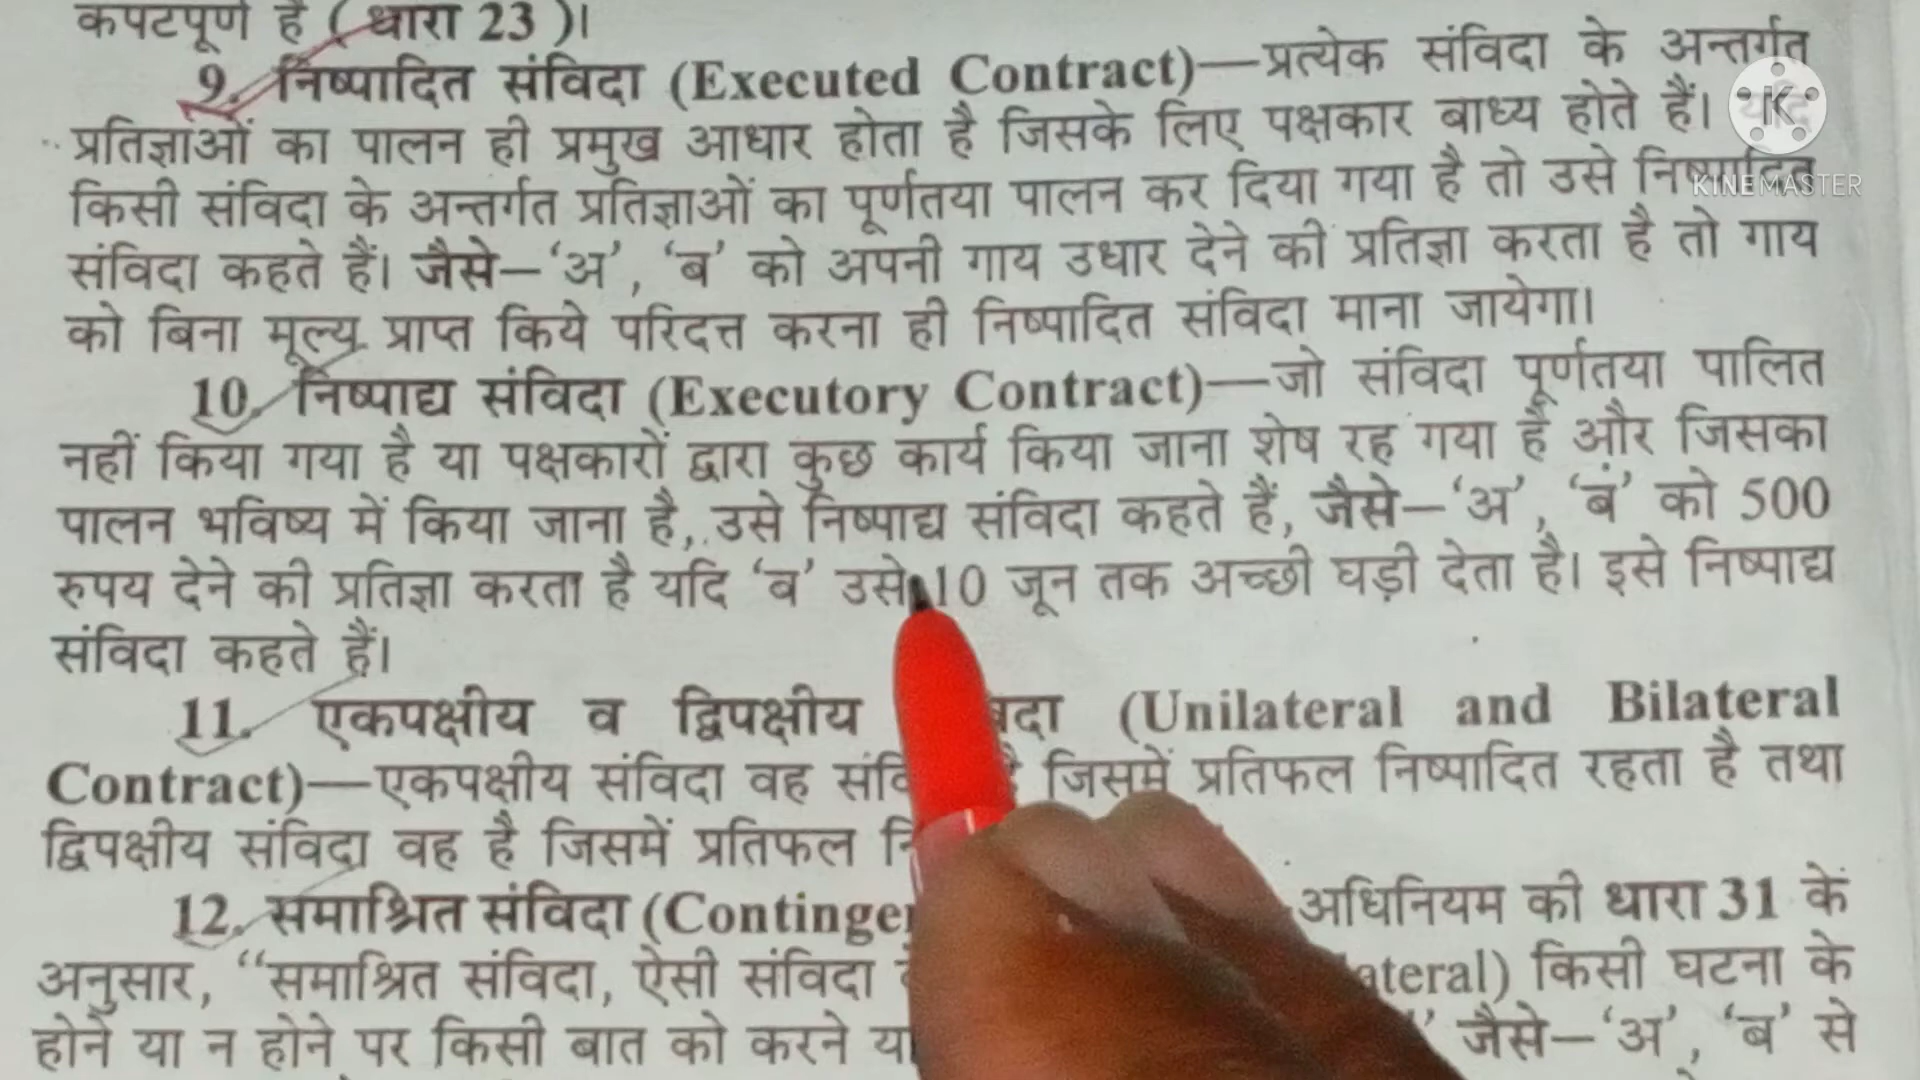 कपटपूर्ण है (धारा 23)।
9. निष्पादित संविदा (Executed Contract)—प्रत्येक संविदा के अन्तर्गत
प्रतिज्ञाओं का पालन ही प्रमुख आधार होता है जिसके लिए पक्षकार बाध्य होते हैं।
किसी संविदा के अन्तर्गत प्रतिज्ञाओं का पूर्णतया पालन कर दिया गया है तो उसे निष्पादित
KINEMASTER
संविदा कहते हैं। जैसे—‘अ’, ‘ब’ को अपनी गाय उधार देने की प्रतिज्ञा करता है तो गाय
को बिना मूल्य प्राप्त किये परिदत्त करना ही निष्पादित संविदा माना जायेगा।
10. निष्पाद्य संविदा (Executory Contract)—जो संविदा पूर्णतया पालित
नहीं किया गया है या पक्षकारों द्वारा कुछ कार्य किया जाना शेष रह गया है और जिसका
पालन भविष्य में किया जाना है, उसे निष्पाद्य संविदा कहते हैं, जैसे—‘अ’, ‘ब’ को 500
रुपय देने की प्रतिज्ञा करता है यदि ‘व’ उसे 10 जून तक अच्छी घड़ी देता है। इसे निष्पाद्य
संविदा कहते हैं।
11. एकपक्षीय व द्विपक्षीय (Unilateral and Bilateral
Contract)—एकपक्षीय संविदा वह जिसमें प्रतिफल निष्पादित रहता है तथा
द्विपक्षीय संविदा वह है जिसमें प्रतिफल
12. समाश्रित संविदा अधिनियम की धारा 31 के
अनुसार, “समाश्रित संविदा, ऐसी संविदा किसी घटना के
होने या न होने पर किसी बात को करने जैसे—‘अ’, ‘ब’ से